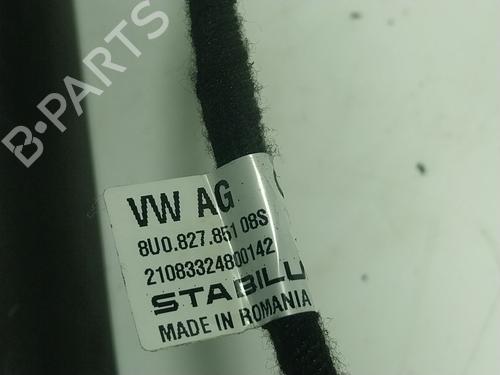 B-PARTS
VW AG
8U0.827.851 08S
21083324800142
STABILU
MADE IN ROMANIA